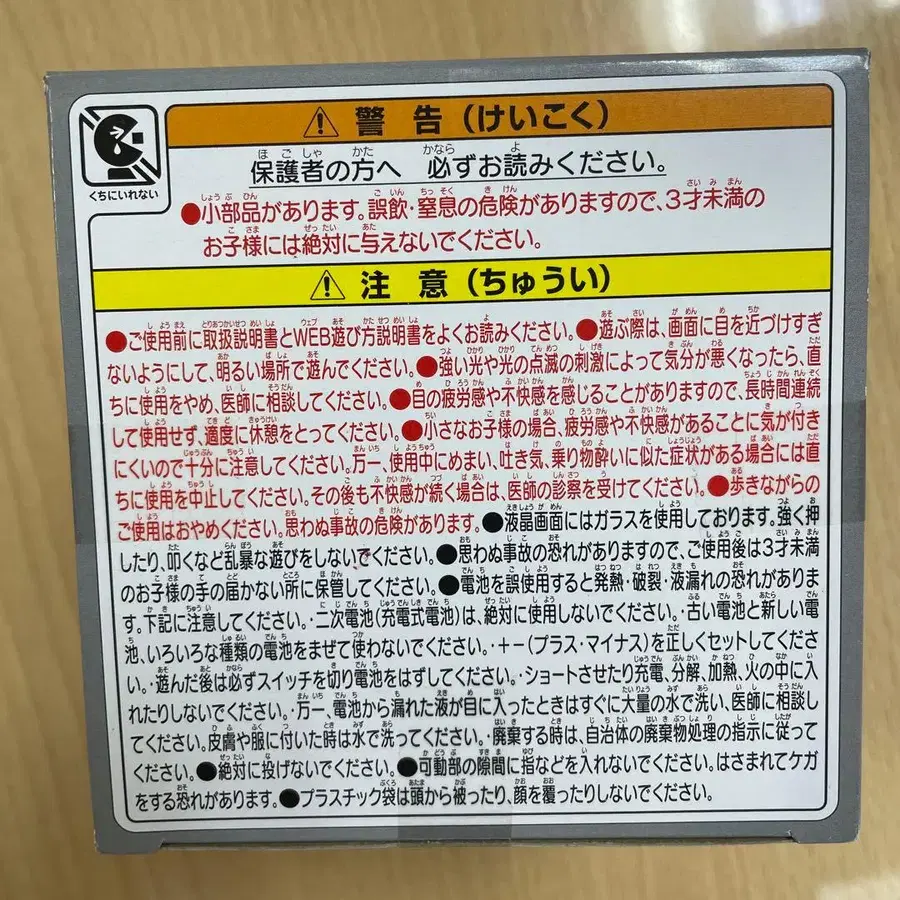 くちにいれない
⚠ 警告(けいこく)
保護者の方へ 必ずお読みください。
●小部品があります。誤飲・窒息の危険がありますので、3才未満の
お子様には絶対に与えないでください。
⚠ 注意(ちゅうい)
●ご使用前に取扱説明書とWEB遊び方説明書をよくお読みください。●遊ぶ際は、画面に目を近づけすぎ
ないようにして、明るい場所で遊んでください。●強い光や光の点滅の刺激によって気分が悪くなったら、直
ちに使用をやめ、医師に相談してください。●目の疲労感や不快感を感じることがありますので、長時間連続
して使用せず、適度に休憩をとってください。●小さなお子様の場合、疲労感や不快感があることに気が付き
にくいので十分に注意してください。万一、使用中にめまい、吐き気、乗り物酔いに似た症状がある場合には直
ちに使用を中止してください。その後も不快感が続く場合は、医師の診察を受けてください。●歩きながらの
ご使用はおやめください。思わぬ事故の危険があります。●液晶画面にはガラスを使用しております。強く押
したり、叩くなど乱暴な遊びをしないでください。●思わぬ事故の恐れがありますので、ご使用後は3才未満
のお子様の手の届かない所に保管してください。●電池を誤使用すると発熱・破裂・液漏れの恐れがありま
す。下記に注意してください。・二次電池(充電式電池)は、絶対に使用しないでください。・古い電池と新しい電
池、いろいろな種類の電池をまぜて使わないでください。・+-(プラス・マイナス)を正しくセットしてくださ
い。・遊んだ後は必ずスイッチを切り電池をはずしてください。・ショートさせたり充電、分解、加熱、火の中に入
れたりしないでください。・万一、電池から漏れた液が目に入ったときはすぐに大量の水で洗い、医師に相談し
てください。皮膚や服に付いた時は水で洗ってください。・廃棄する時は、自治体の廃棄物処理の指示に従って
ください。●絶対に投げないでください。●可動部の隙間に指などを入れないでください。はさまれてケガ
をする恐れがあります。●プラスチック袋は頭から被ったり、顔を覆ったりしないでください。